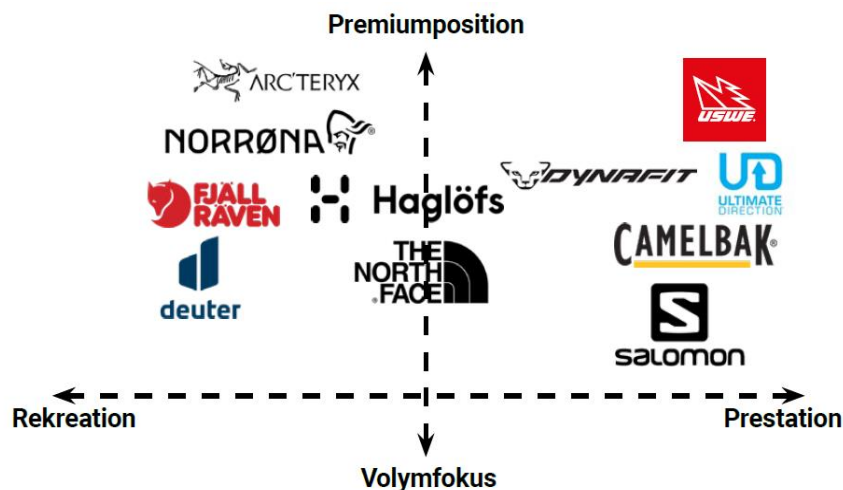 Premiumposition
ARC'TERYX
USWE.
NORRØNA®
DYNAFIT
UD
ULTIMATE
DIRECTION
FJÄLL
RÄVEN
Haglöfs
CAMELBAK®
THE
NORTH
FACE
deuter
S
salomon
Rekreation
Prestation
Volymfokus